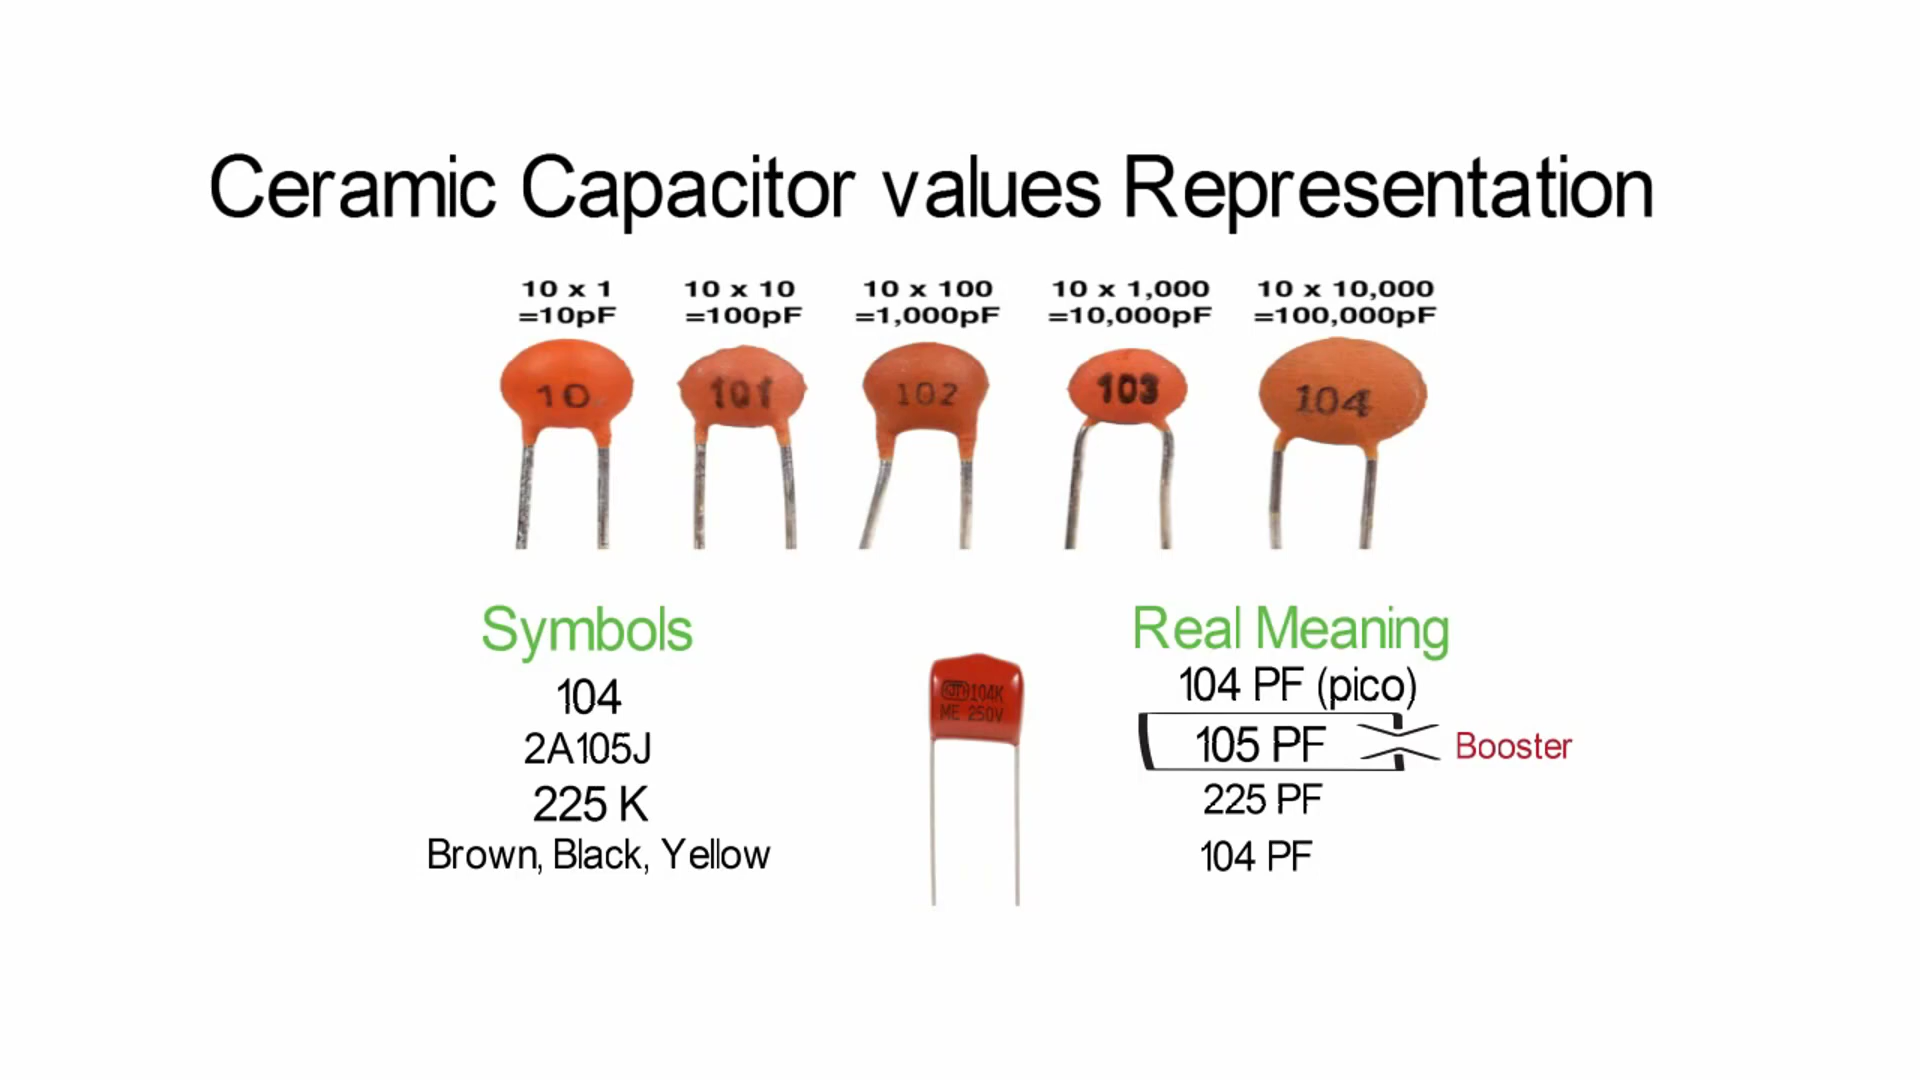 Ceramic Capacitor values Representation
10 x 1
=10pF
10 x 10
=100pF
10 x 100
=1,000pF
10 x 1,000
=10,000pF
10 x 10,000
=100,000pF
10
101
102
103
104
Symbols
104
2A105J
225 K
Brown, Black, Yellow
104K
ME 250V
Real Meaning
104 PF (pico)
105 PF
Booster
225 PF
104 PF